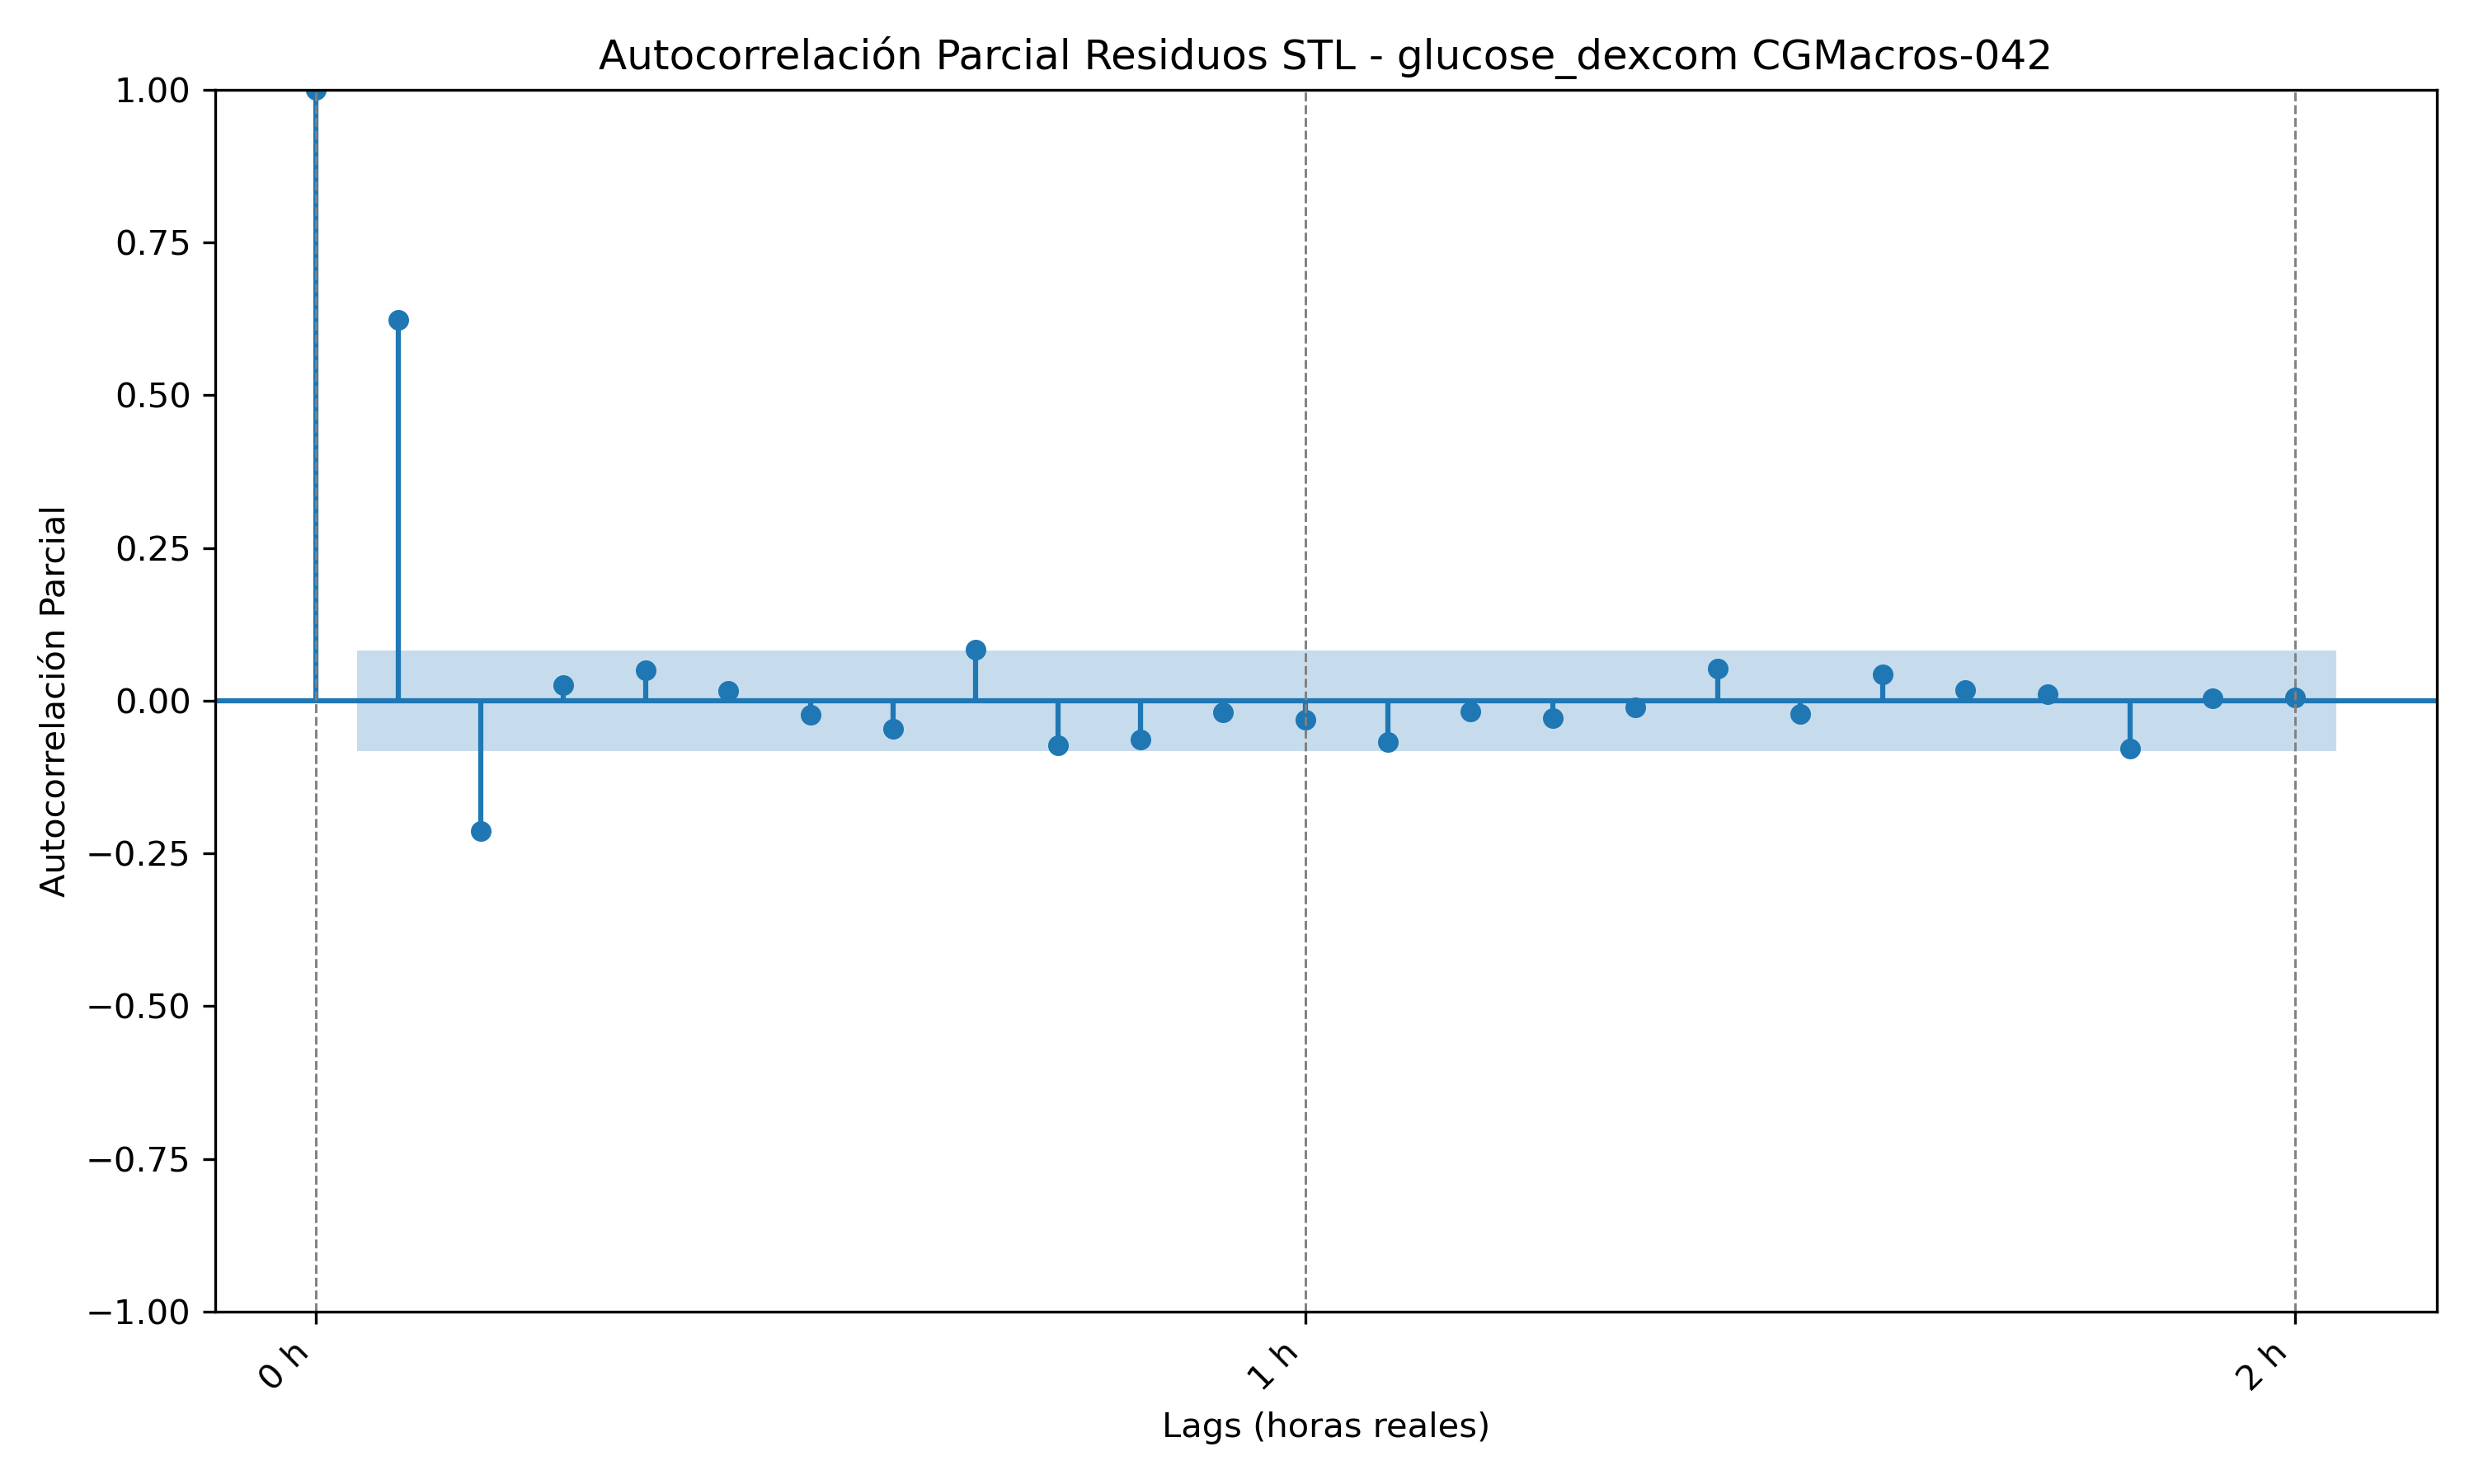 Autocorrelación Parcial Residuos STL - glucose_dexcom CGMacros-042
1.00
0.75
0.50
0.25
0.00
−0.25
−0.50
−0.75
−1.00
Autocorrelación Parcial
0 h
1 h
2 h
Lags (horas reales)